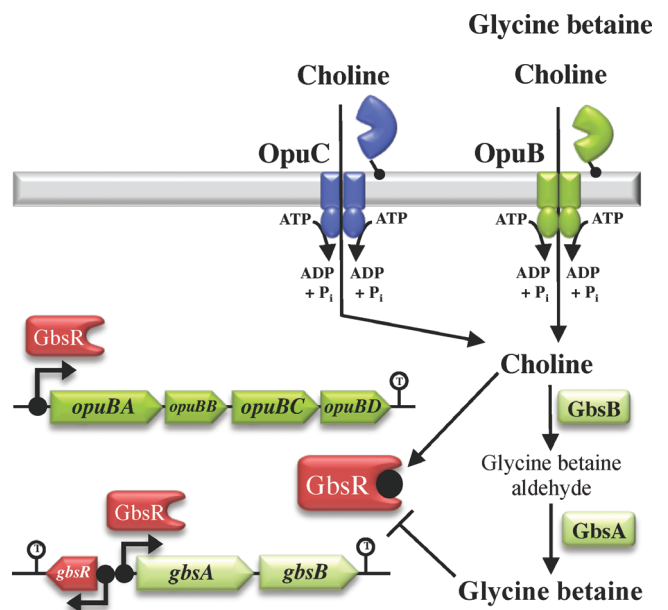 Glycine betaine
Choline
Choline
OpuC
OpuB
ATP
ATP
ATP
ATP
ADP
+ Pi
ADP
+ Pi
ADP
+ Pi
ADP
+ Pi
GbsR
Choline
opuBA
opuBB
opuBC
opuBD
T
GbsB
Glycine betaine
aldehyde
GbsR
GbsR
GbsA
T
gbsR
gbsA
gbsB
T
Glycine betaine